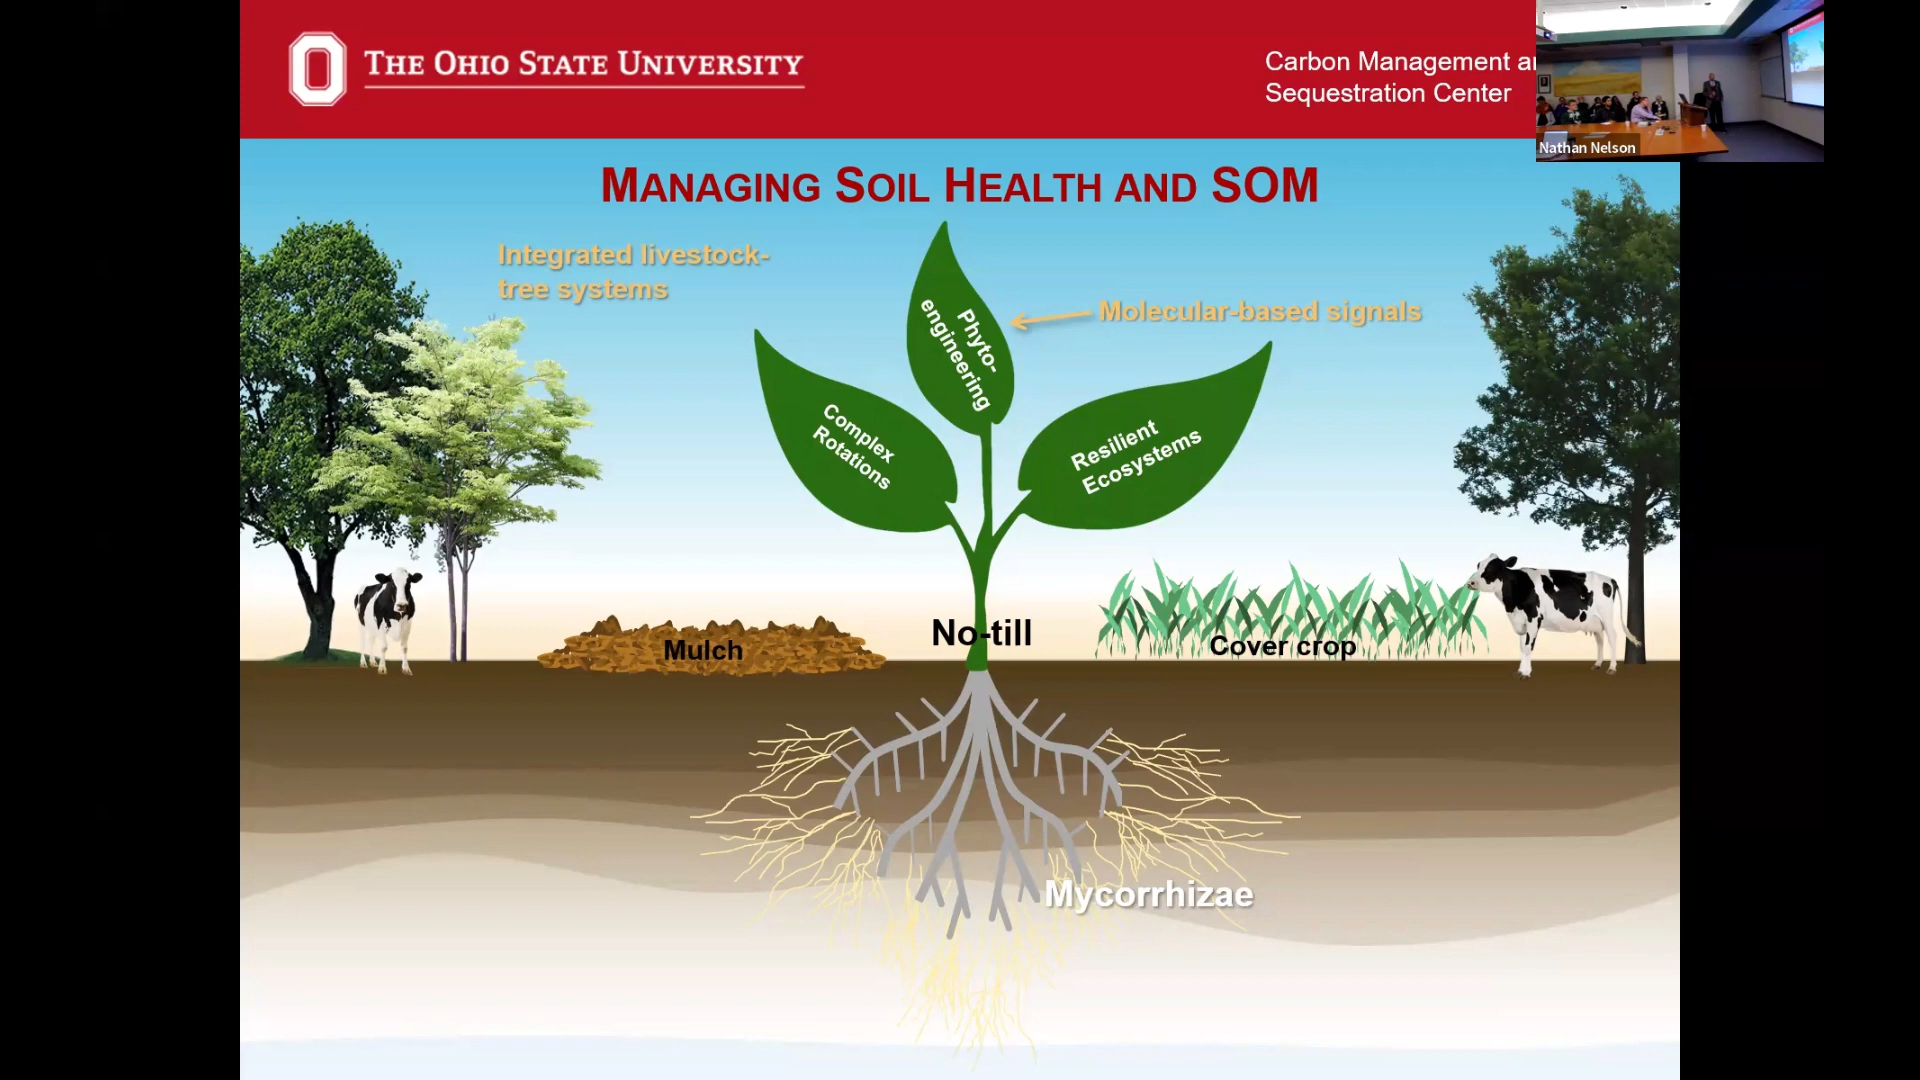 THE OHIO STATE UNIVERSITY
Carbon Management
Sequestration Center
Nathan Nelson
MANAGING SOIL HEALTH AND SOM
Integrated livestock-
tree systems
Molecular-based signals
Phyto-
engineering
Complex
Rotations
Resilient
Ecosystems
Mulch
No-till
Cover crop
Mycorrhizae